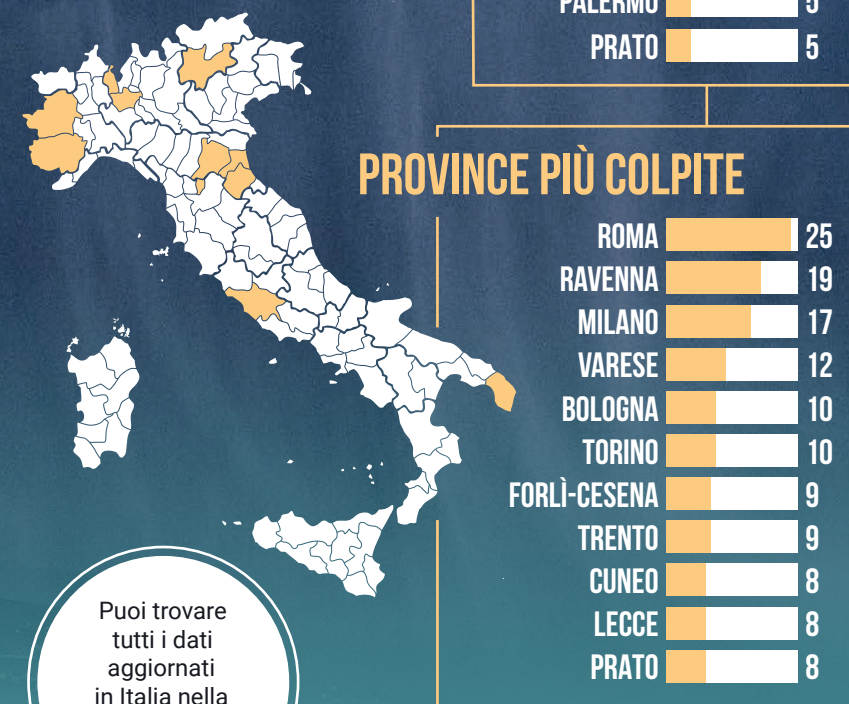 PALERMO 5
PRATO 5
PROVINCE PIÙ COLPITE
ROMA 25
RAVENNA 19
MILANO 17
VARESE 12
BOLOGNA 10
TORINO 10
FORLÌ-CESENA 9
TRENTO 9
CUNEO 8
LECCE 8
PRATO 8
Puoi trovare
tutti i dati
aggiornati
in Italia nella